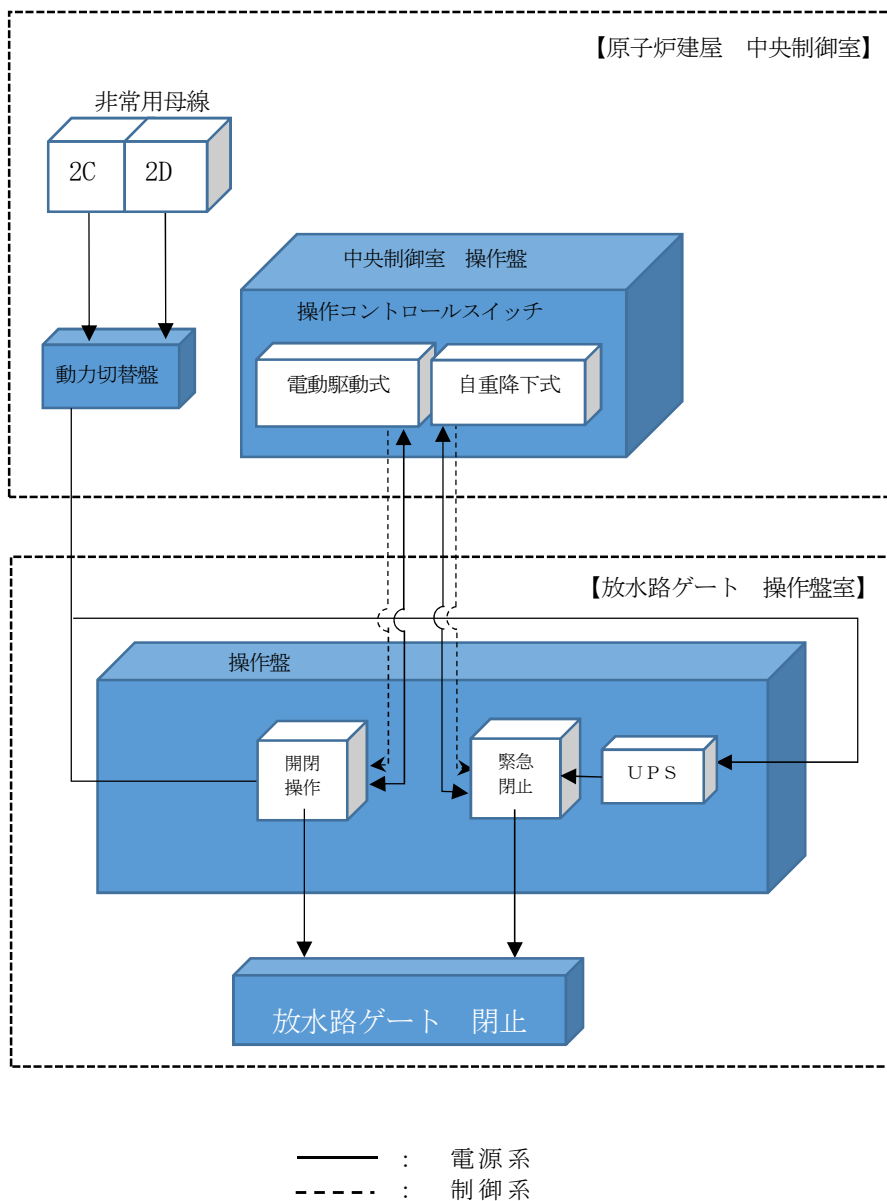 【原子炉建屋　中央制御室】
非常用母線
2C
2D
中央制御室　操作盤
操作コントロールスイッチ
動力切替盤
電動駆動式
自重降下式
【放水路ゲート　操作盤室】
操作盤
開閉
操作
緊急
閉止
ＵＰＳ
放水路ゲート　閉止
：　電源系
：　制御系